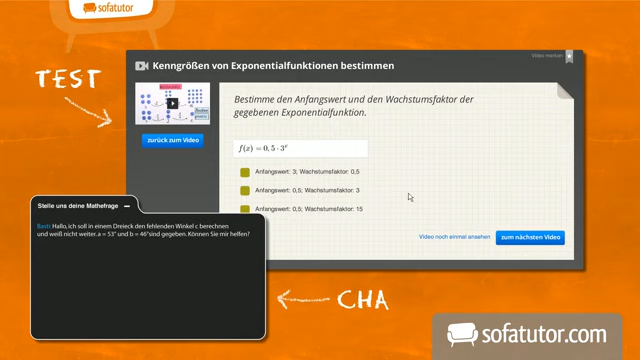 sofatutor
TEST
Video merken
Kenngrößen von Exponentialfunktionen bestimmen
Bestimme den Anfangswert und den Wachstumsfaktor der
gegebenen Exponentialfunktion.
zurück zum Video
f(x) = 0,5 · 3^x
Anfangswert: 3; Wachstumsfaktor: 0,5
Anfangswert: 0,5; Wachstumsfaktor: 3
Anfangswert: 0,5; Wachstumsfaktor: 15
Video noch einmal ansehen
zum nächsten Video
Stelle uns deine Mathefrage
Basti: Hallo, ich soll in einem Dreieck den fehlenden Winkel c berechnen
und weiß nicht weiter. a = 53° und b = 46° sind gegeben. Können Sie mir helfen?
CHA
sofatutor.com